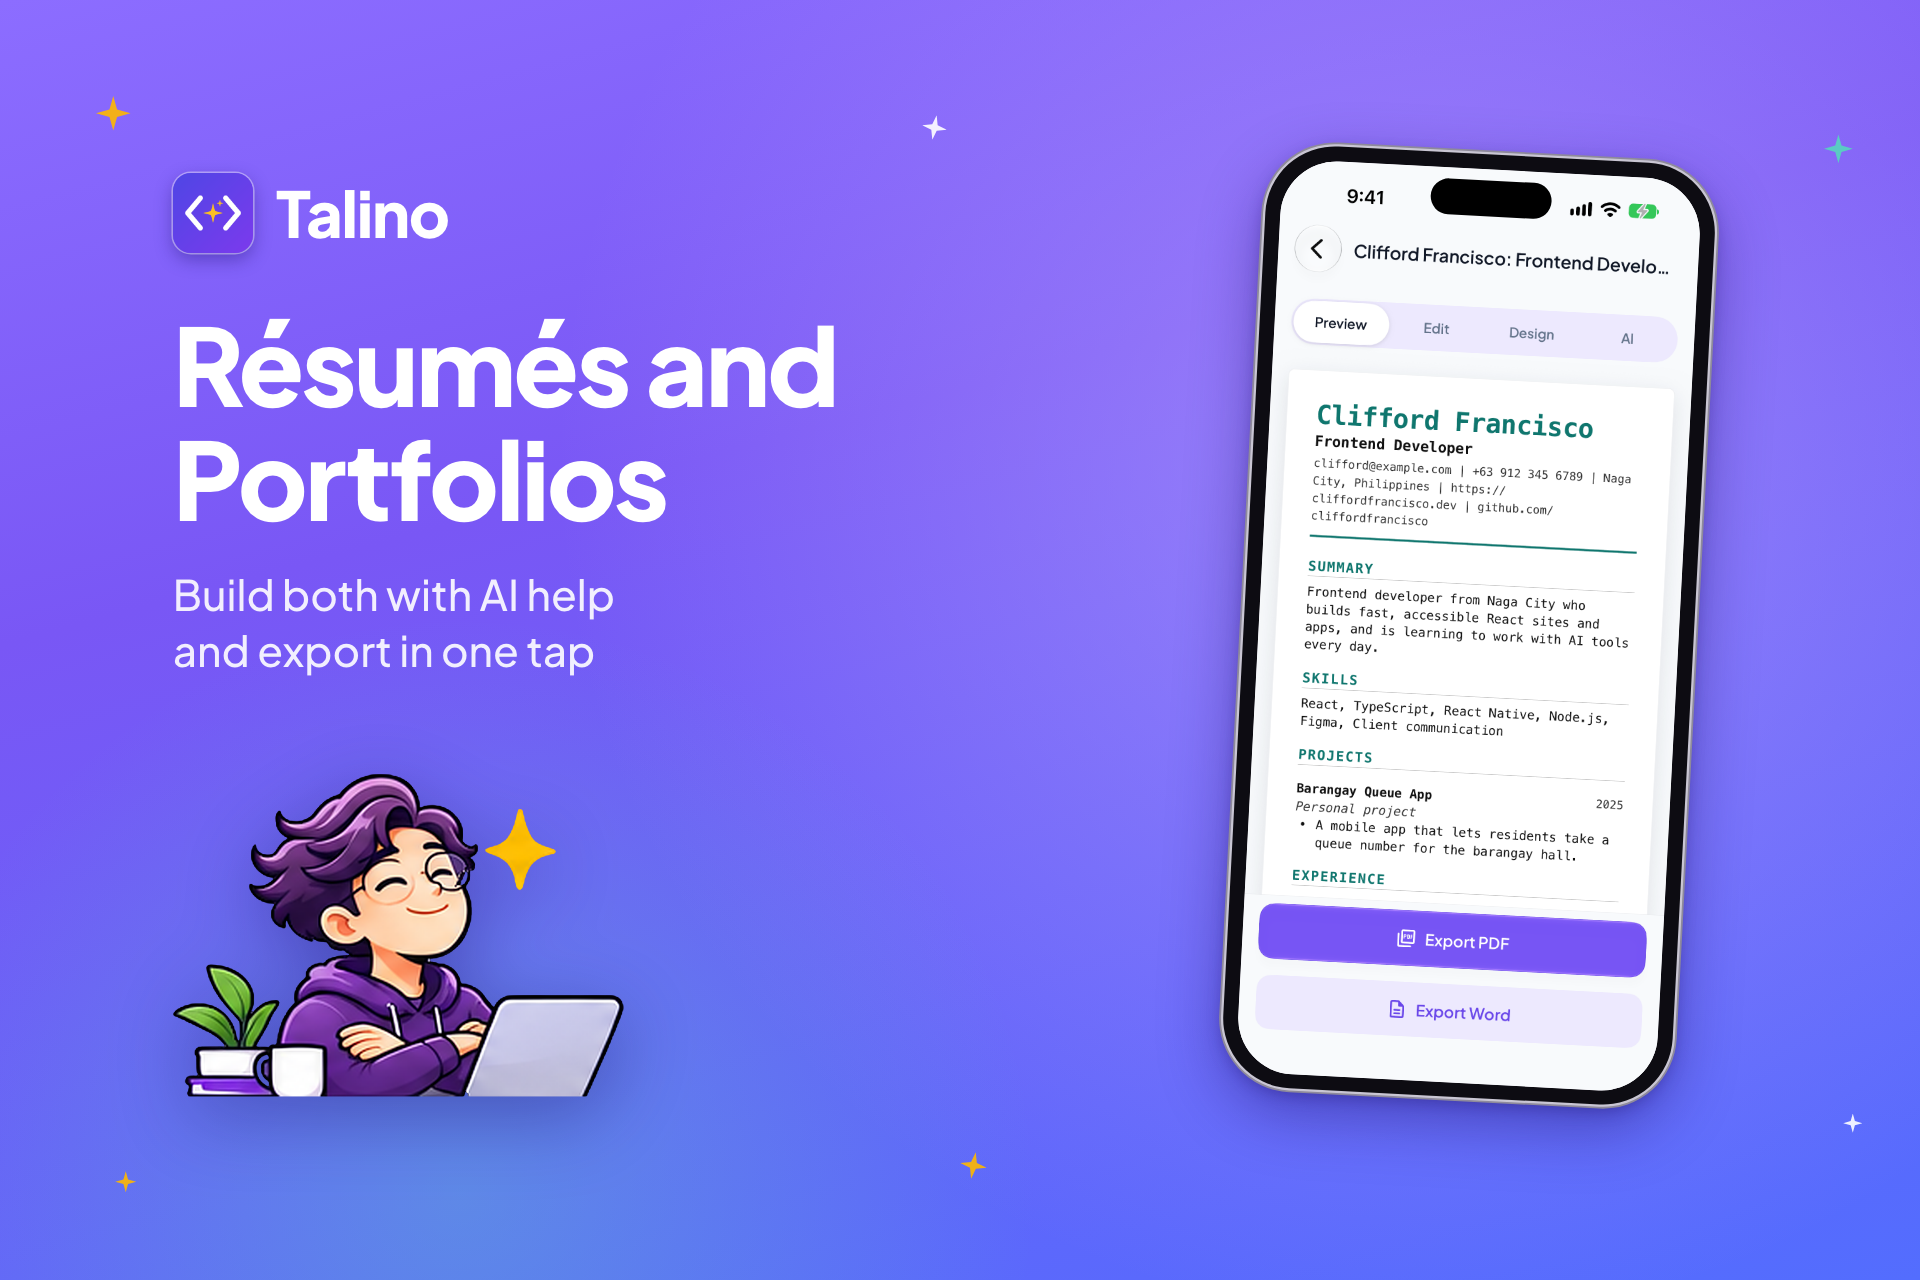 Talino
Résumés and
Portfolios
Build both with AI help
and export in one tap
9:41
Clifford Francisco: Frontend Develo...
Preview Edit Design AI
Clifford Francisco
Frontend Developer
clifford@example.com | +63 912 345 6789 | Naga
City, Philippines | https://
cliffordfrancisco.dev | github.com/
cliffordfrancisco
SUMMARY
Frontend developer from Naga City who
builds fast, accessible React sites and
apps, and is learning to work with AI tools
every day.
SKILLS
React, TypeScript, React Native, Node.js,
Figma, Client communication
PROJECTS
Barangay Queue App 2025
Personal project
• A mobile app that lets residents take a
queue number for the barangay hall.
EXPERIENCE
Export PDF
Export Word